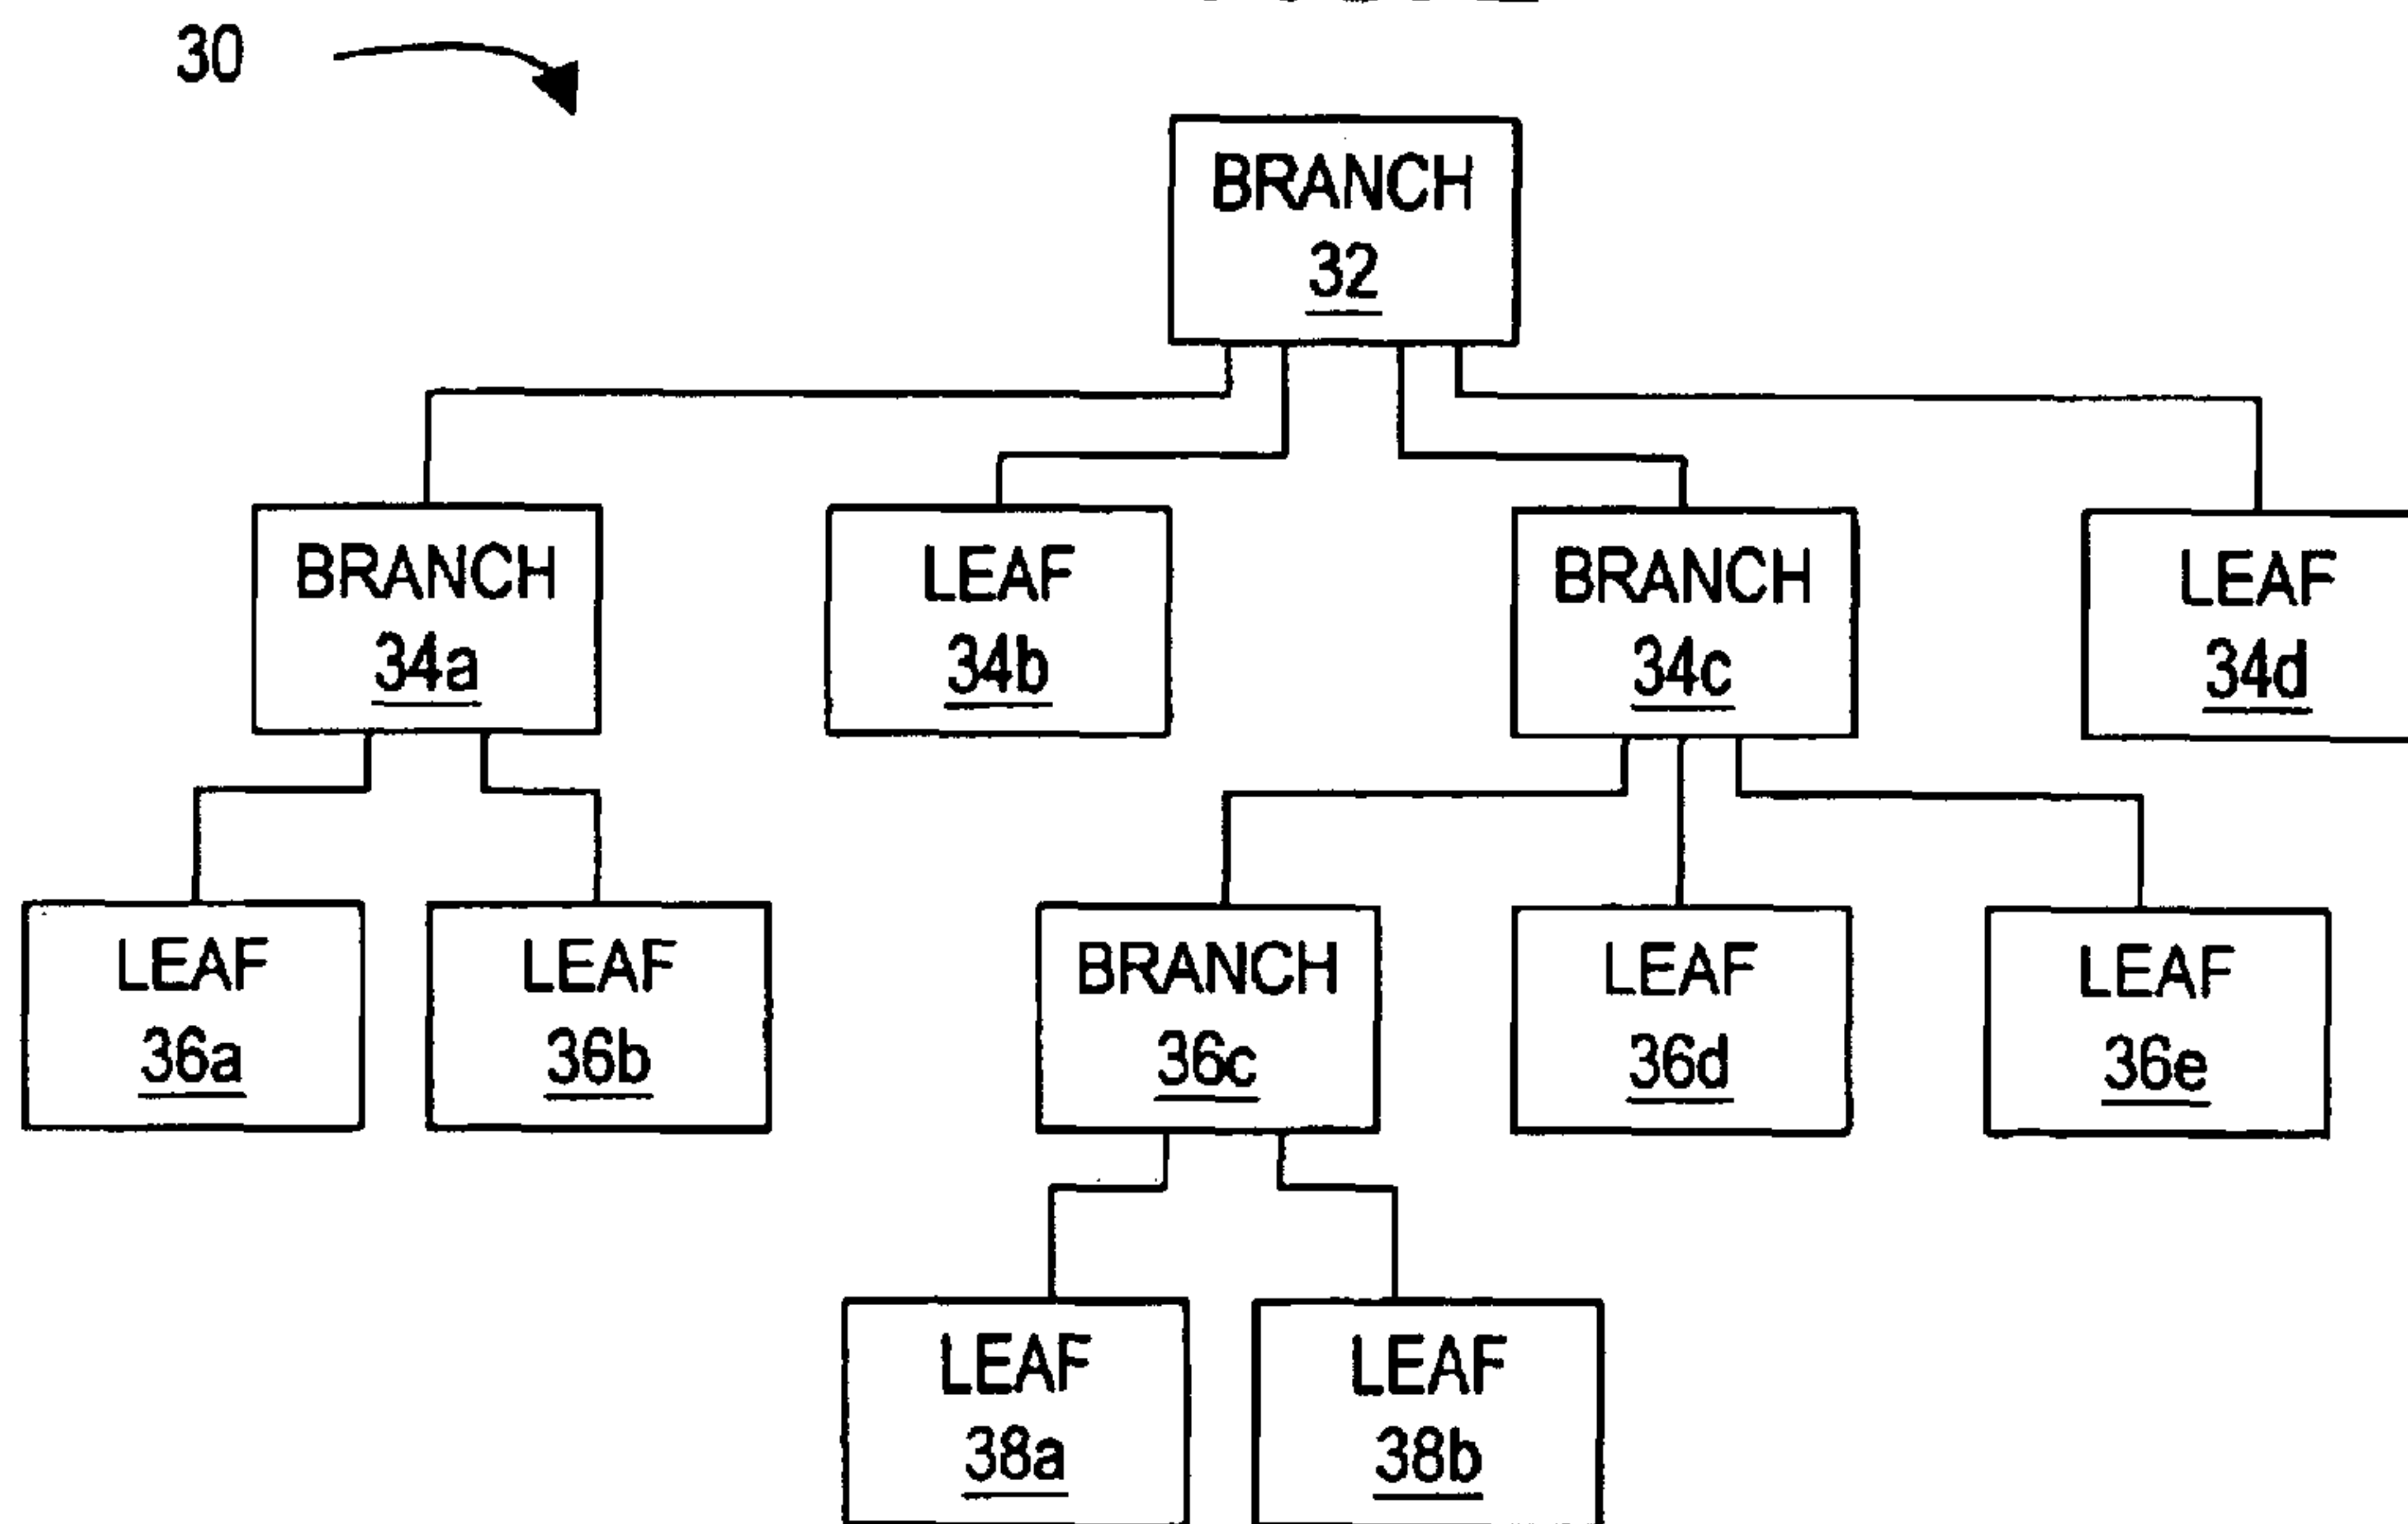 30
BRANCH
32
BRANCH
34a
LEAF
34b
BRANCH
34c
LEAF
34d
LEAF
36a
LEAF
36b
BRANCH
36c
LEAF
36d
LEAF
36e
LEAF
38a
LEAF
38b